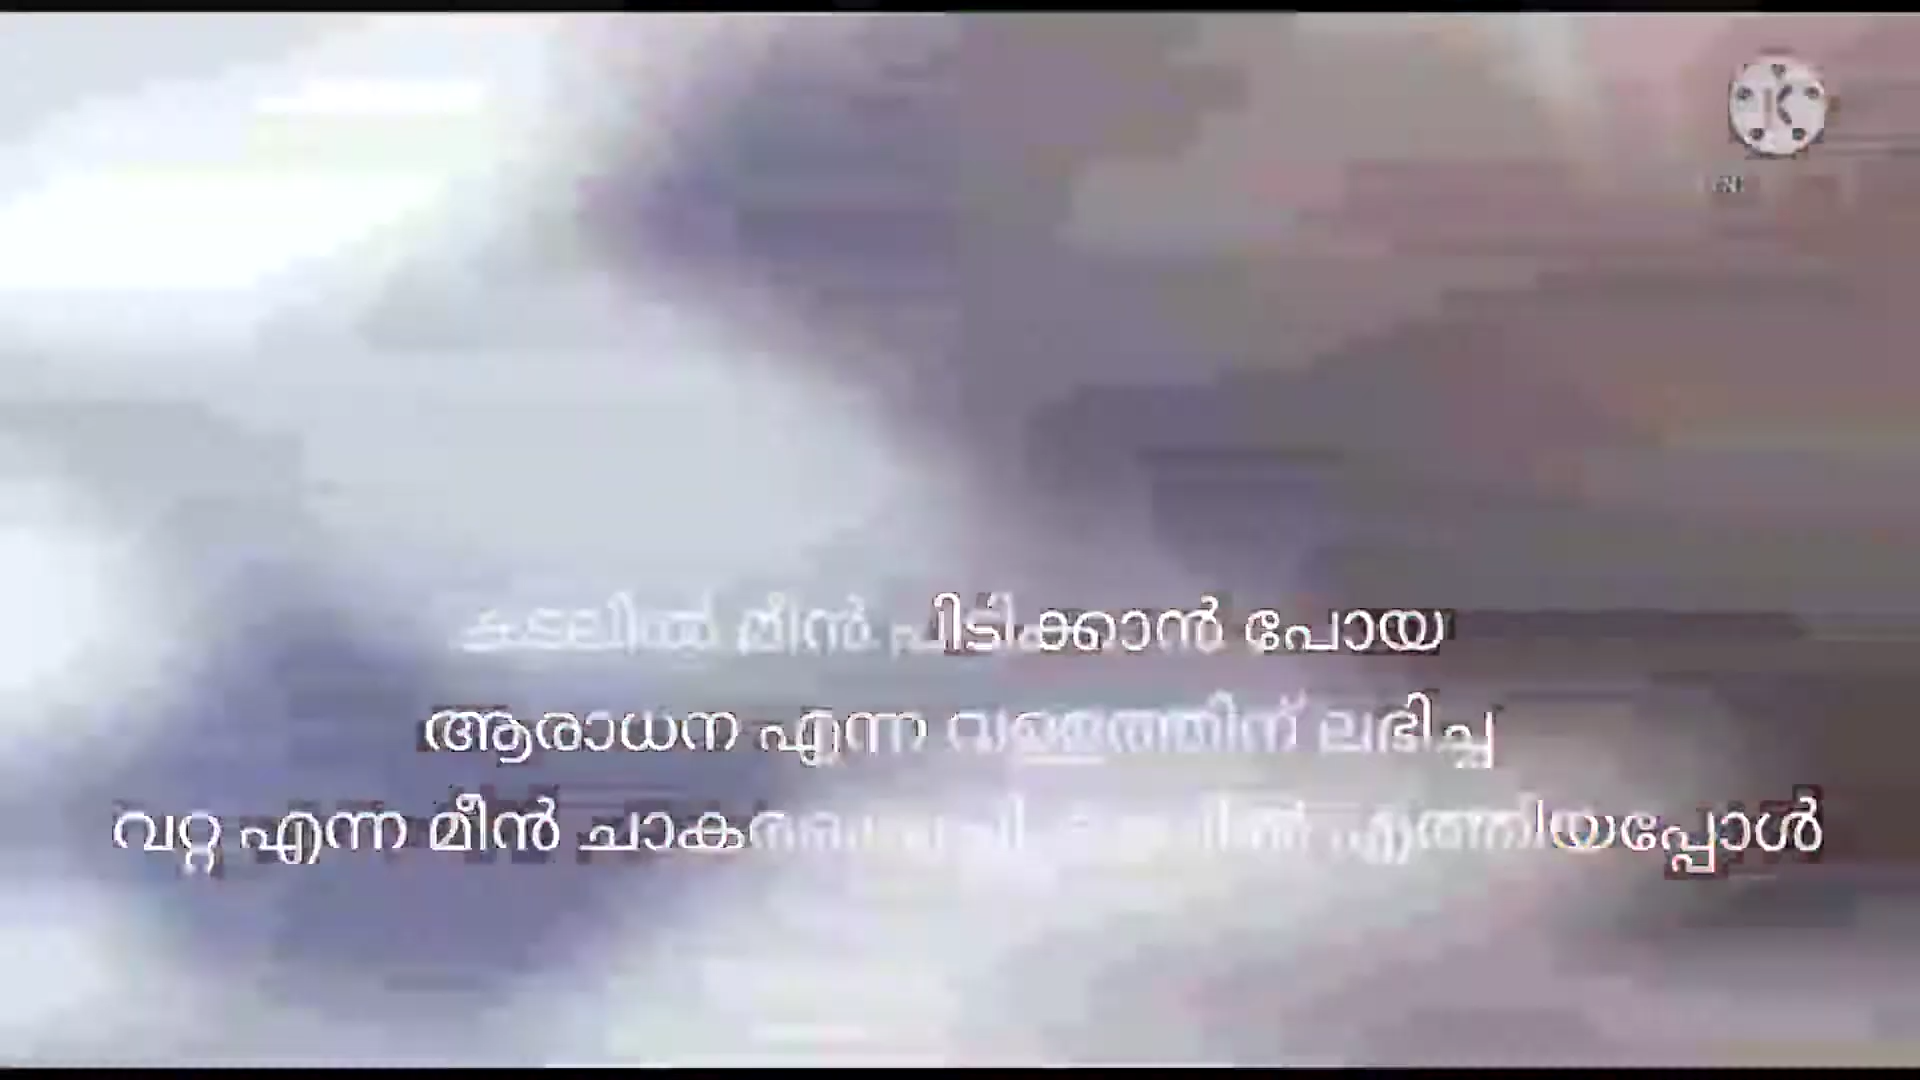 കടലിൽ മീൻ പിടിക്കാൻ പോയ
ആരാധന എന്ന വള്ളത്തിന് ലഭിച്ച
വറ്റ എന്ന മീൻ എത്തിയപ്പോൾ